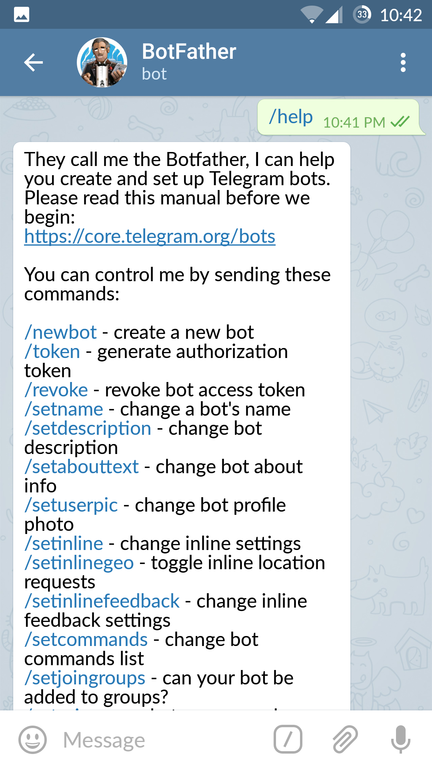 33 10:42
BotFather
bot
/help 10:41 PM
They call me the Botfather, I can help
you create and set up Telegram bots.
Please read this manual before we
begin:
https://core.telegram.org/bots
You can control me by sending these
commands:
/newbot - create a new bot
/token - generate authorization
token
/revoke - revoke bot access token
/setname - change a bot's name
/setdescription - change bot
description
/setabouttext - change bot about
info
/setuserpic - change bot profile
photo
/setinline - change inline settings
/setinlinegeo - toggle inline location
requests
/setinlinefeedback - change inline
feedback settings
/setcommands - change bot
commands list
/setjoingroups - can your bot be
added to groups?
Message /